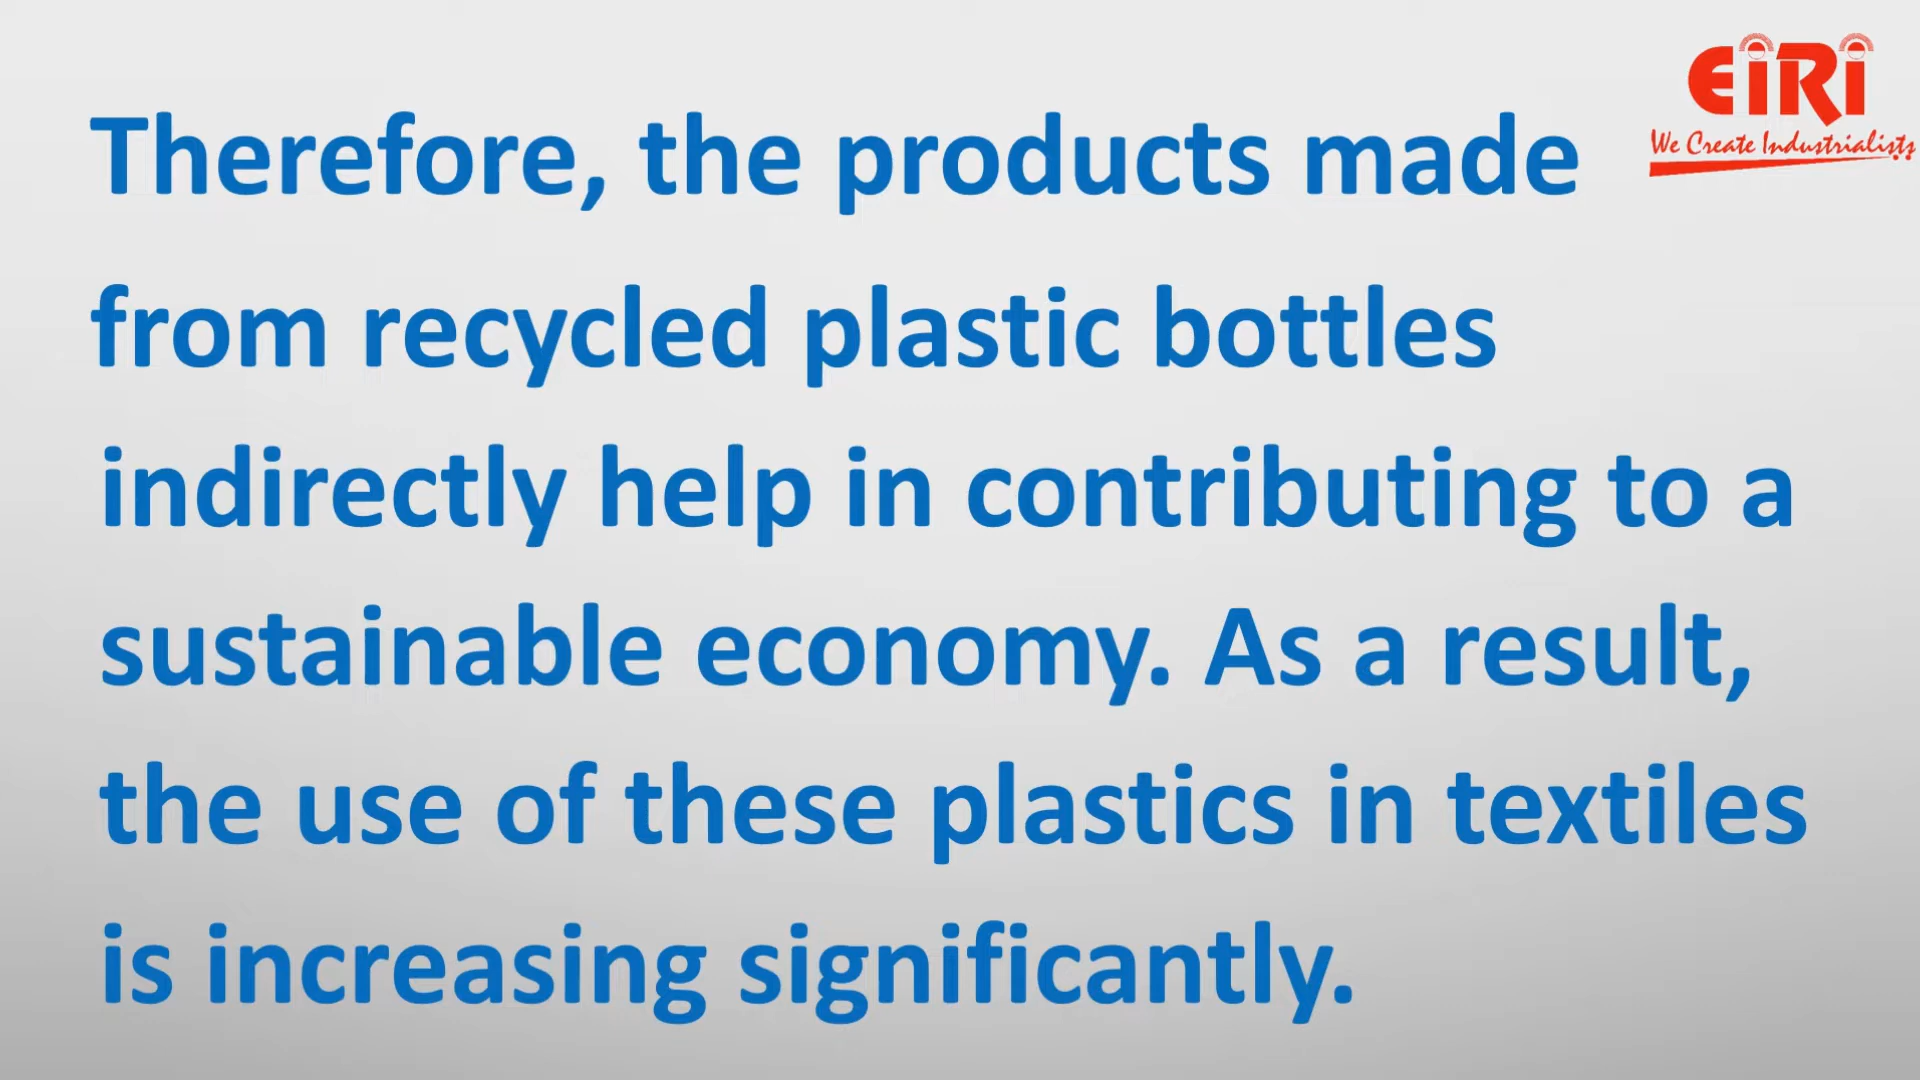 EiRi
We Create Industrialists
Therefore, the products made
from recycled plastic bottles
indirectly help in contributing to a
sustainable economy. As a result,
the use of these plastics in textiles
is increasing significantly.